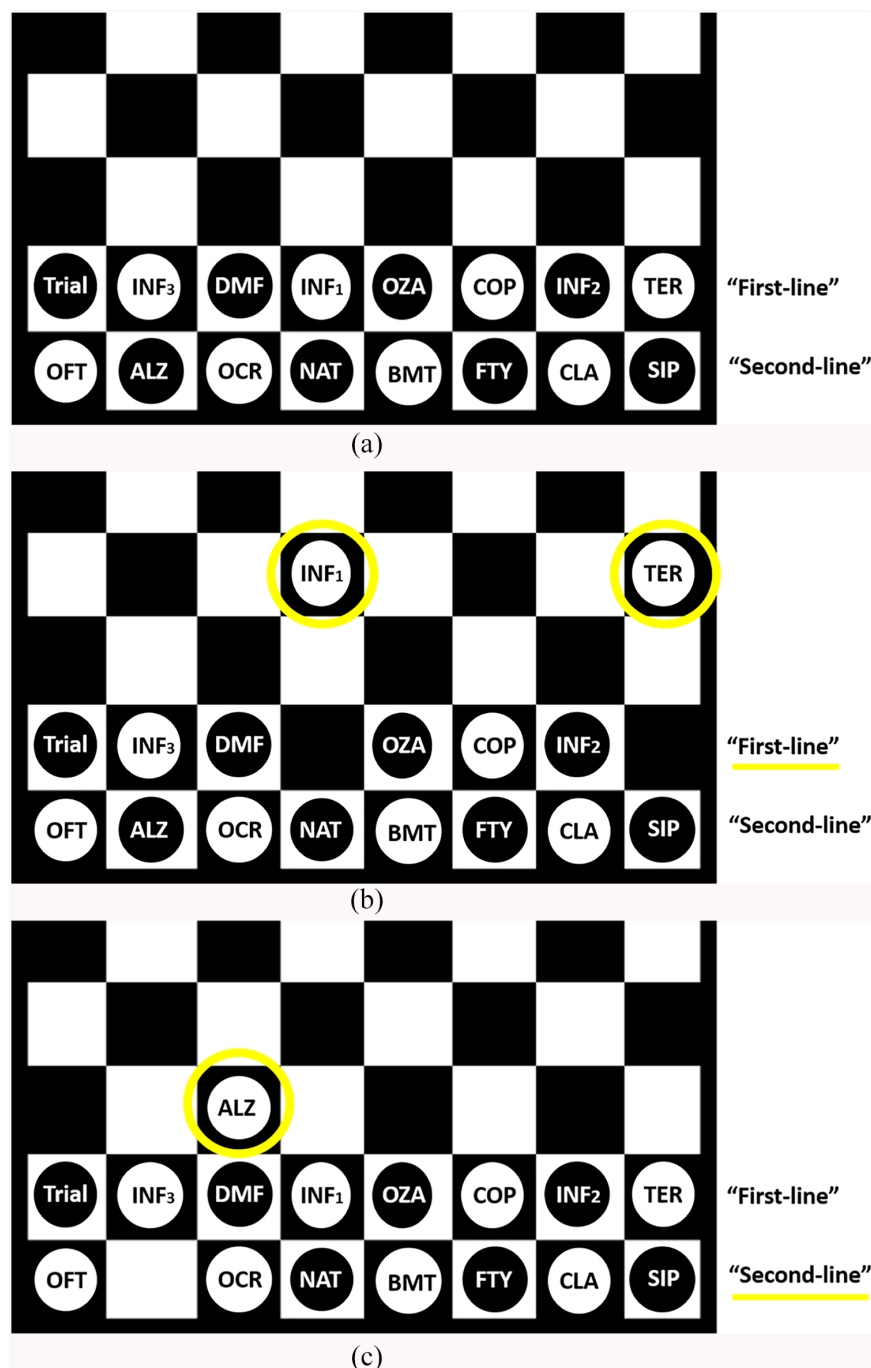 Trial INF₃ DMF INF₁ OZA COP INF₂ TER “First-line”
OFT ALZ OCR NAT BMT FTY CLA SIP “Second-line”
(a)
INF₁ TER
Trial INF₃ DMF OZA COP INF₂ “First-line”
OFT ALZ OCR NAT BMT FTY CLA SIP “Second-line”
(b)
ALZ
Trial INF₃ DMF INF₁ OZA COP INF₂ TER “First-line”
OFT OCR NAT BMT FTY CLA SIP “Second-line”
(c)